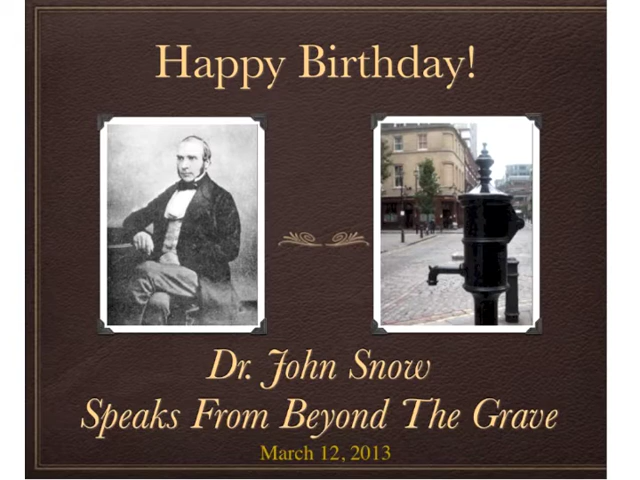 Happy Birthday!
Dr. John Snow
Speaks From Beyond The Grave
March 12, 2013